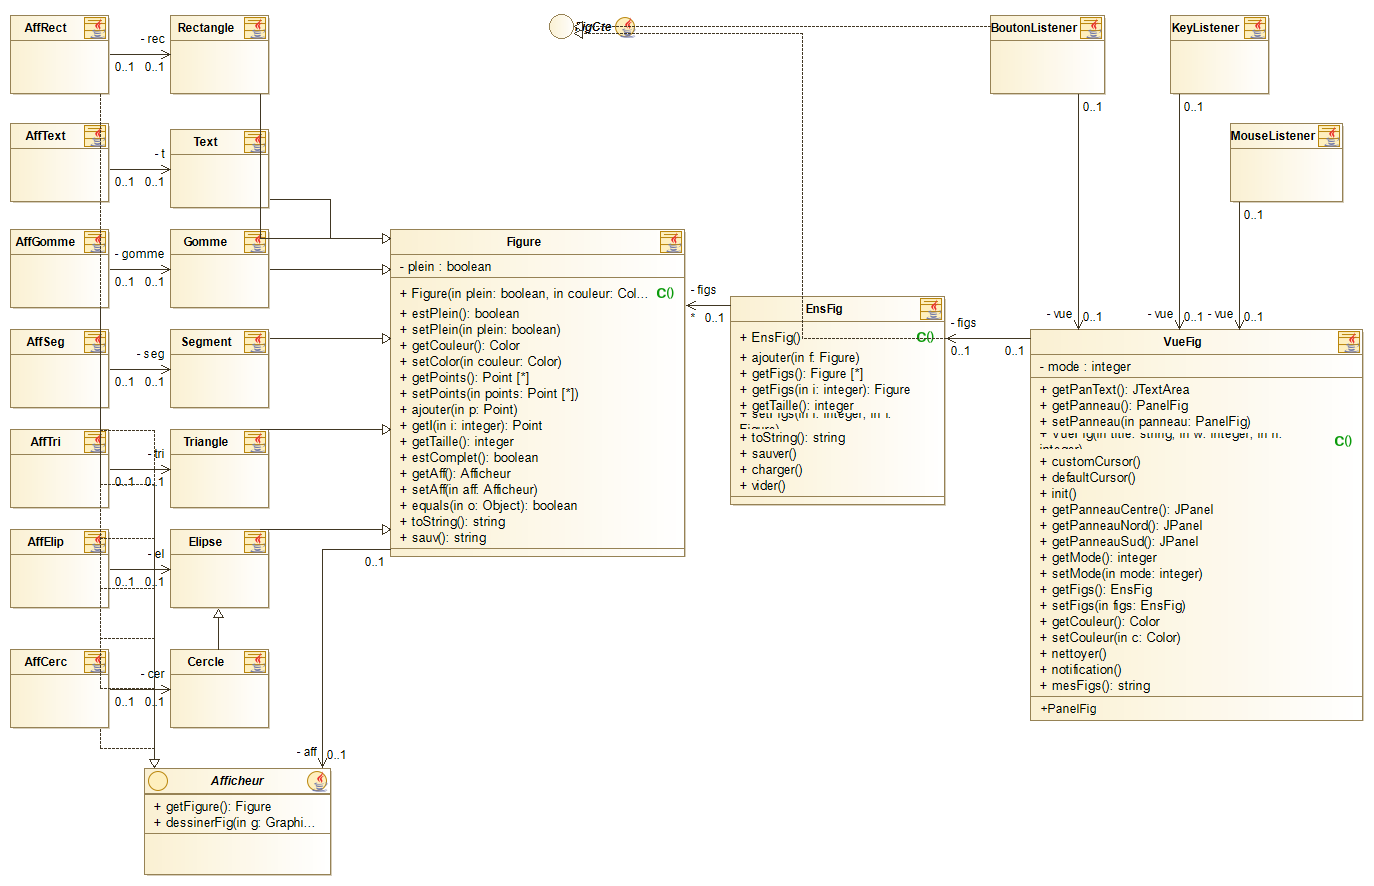 AffRect
- rec
0..1 0..1
Rectangle
AffText
- t
0..1 0..1
Text
AffGomme
- gomme
0..1 0..1
Gomme
AffSeg
- seg
0..1 0..1
Segment
AffTri
- tri
0..1 0..1
Triangle
AffElip
- el
0..1 0..1
Elipse
AffCerc
- cer
0..1 0..1
Cercle
Afficheur
+ getFigure(): Figure
+ dessinerFig(in g: Graphi...
- aff
0..1
0..1
Figure
- plein : boolean
+ Figure(in plein: boolean, in couleur: Col... C()
+ estPlein(): boolean
+ setPlein(in plein: boolean)
+ getCouleur(): Color
+ setColor(in couleur: Color)
+ getPoints(): Point [*]
+ setPoints(in points: Point [*])
+ ajouter(in p: Point)
+ getI(in i: integer): Point
+ getTaille(): integer
+ estComplet(): boolean
+ getAff(): Afficheur
+ setAff(in aff: Afficheur)
+ equals(in o: Object): boolean
+ toString(): string
+ sauv(): string
- figs
* 0..1
FigCte
EnsFig
+ EnsFig() C()
+ ajouter(in f: Figure)
+ getFigs(): Figure [*]
+ getFigs(in i: integer): Figure
+ getTaille(): integer
+ setFigs(in i: integer, in f:
Figure)
+ toString(): string
+ sauver()
+ charger()
+ vider()
- figs
0..1 0..1
BoutonListener
0..1
KeyListener
0..1
MouseListener
0..1
- vue 0..1
- vue 0..1
- vue 0..1
VueFig
- mode : integer
+ getPanText(): JTextArea
+ getPanneau(): PanelFig
+ setPanneau(in panneau: PanelFig)
+ VueFig(in title: string, in w: integer, in h:
integer) C()
+ customCursor()
+ defaultCursor()
+ init()
+ getPanneauCentre(): JPanel
+ getPanneauNord(): JPanel
+ getPanneauSud(): JPanel
+ getMode(): integer
+ setMode(in mode: integer)
+ getFigs(): EnsFig
+ setFigs(in figs: EnsFig)
+ getCouleur(): Color
+ setCouleur(in c: Color)
+ nettoyer()
+ notification()
+ mesFigs(): string
+PanelFig